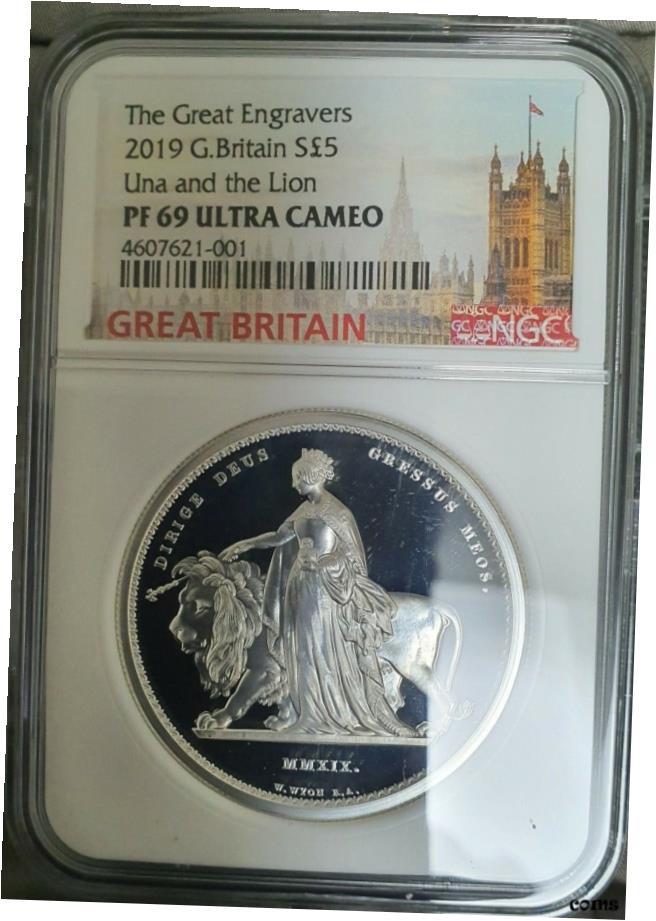 The Great Engravers
2019 G.Britain S£5
Una and the Lion
PF 69 ULTRA CAMEO
4607621-001
GREAT BRITAIN
NGC
DIRIGE DEUS GRESSUS MEOS.
MMXIX.
W. WYON R.A.
coins